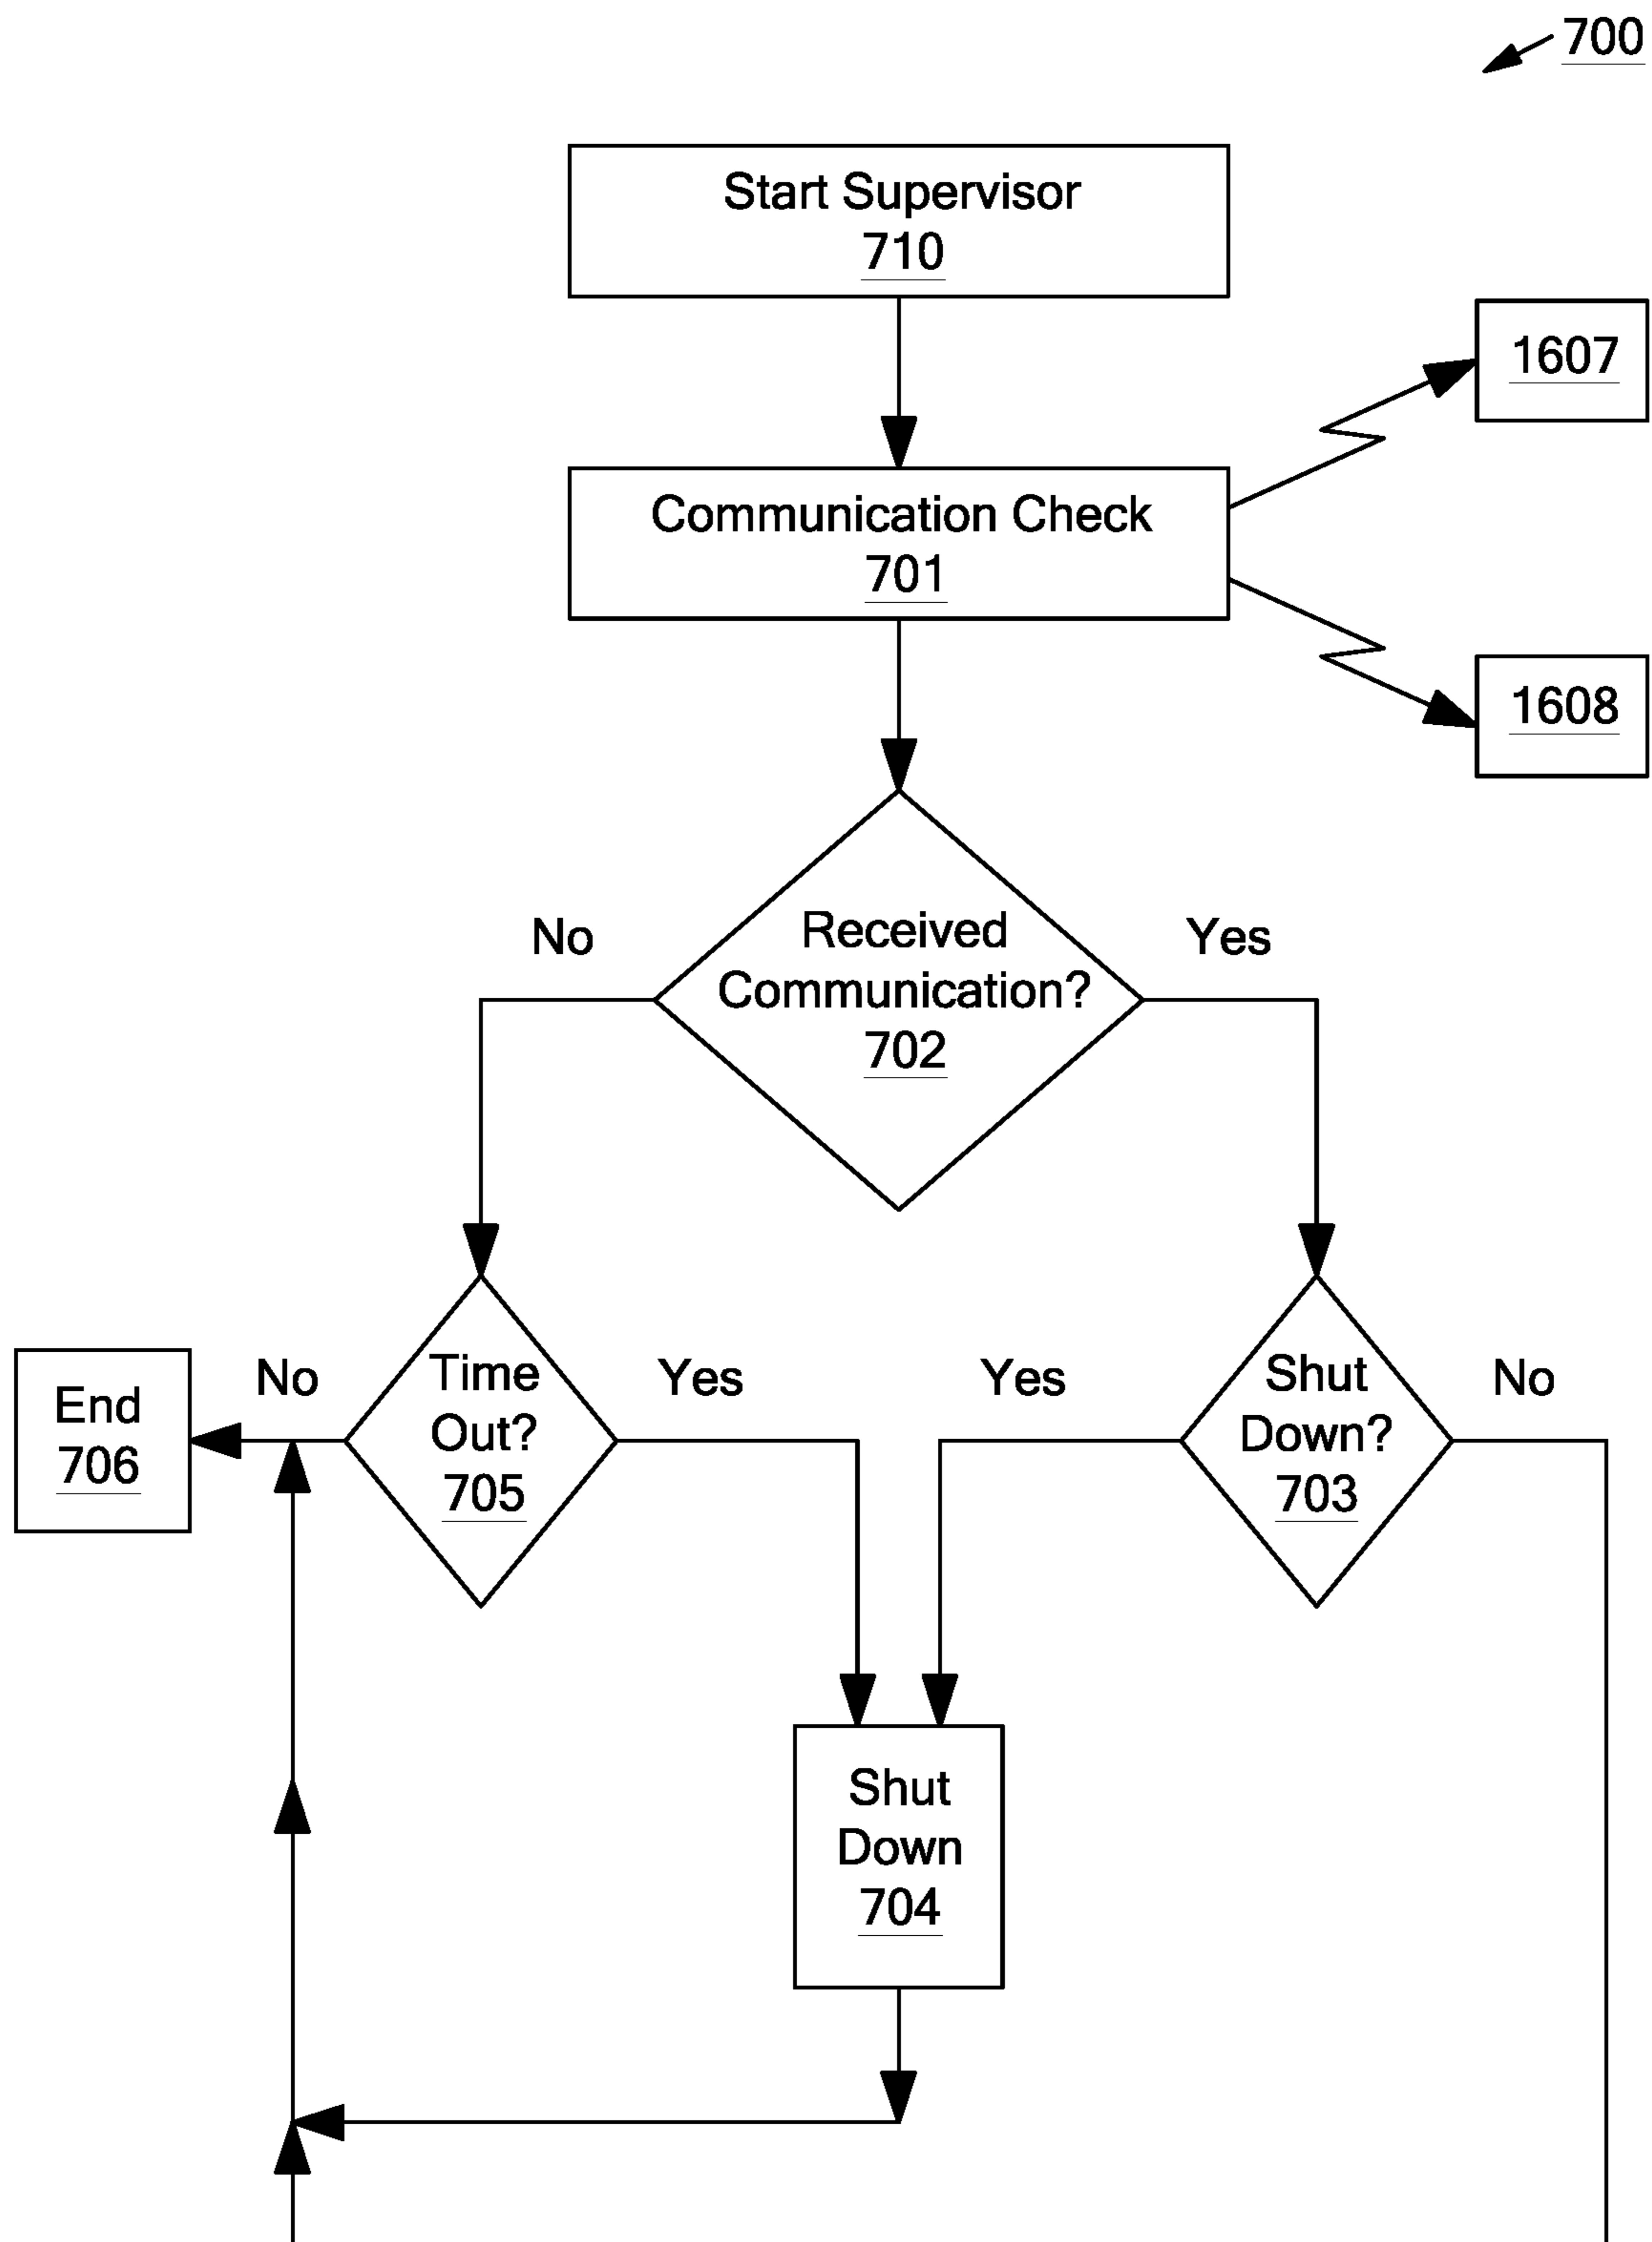 700
Start Supervisor
710
1607
Communication Check
701
1608
No
Received
Communication?
702
Yes
End
706
No
Time
Out?
705
Yes
Yes
Shut
Down?
703
No
Shut
Down
704